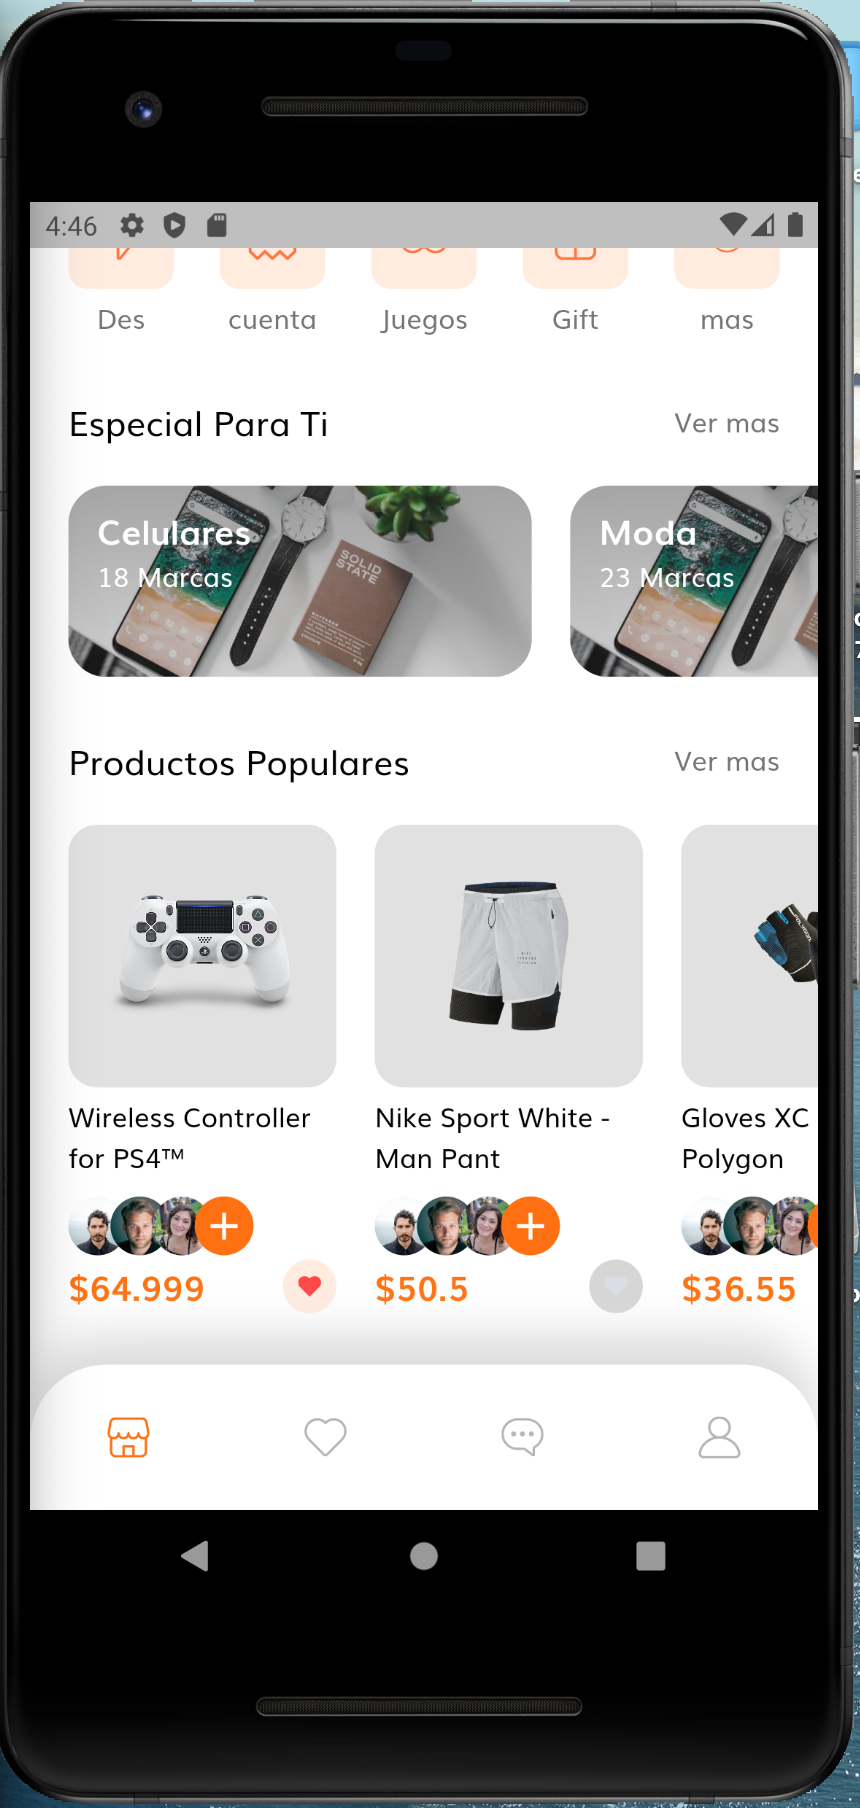 4:46
Des
cuenta
Juegos
Gift
mas
Especial Para Ti
Ver mas
Celulares
18 Marcas
SOLID
STATE
Moda
23 Marcas
Productos Populares
Ver mas
Wireless Controller
for PS4™
Nike Sport White -
Man Pant
Gloves XC
Polygon
$64.999
$50.5
$36.55